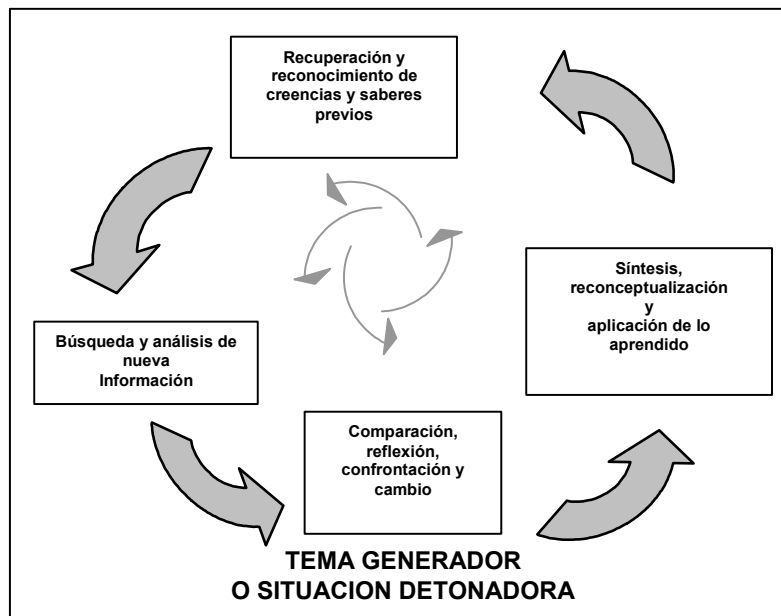 Recuperación y
reconocimiento de
creencias y saberes
previos
Búsqueda y análisis de
nueva
Información
Comparación,
reflexión,
confrontación y
cambio
Síntesis,
reconceptualización
y
aplicación de lo
aprendido
TEMA GENERADOR
O SITUACION DETONADORA